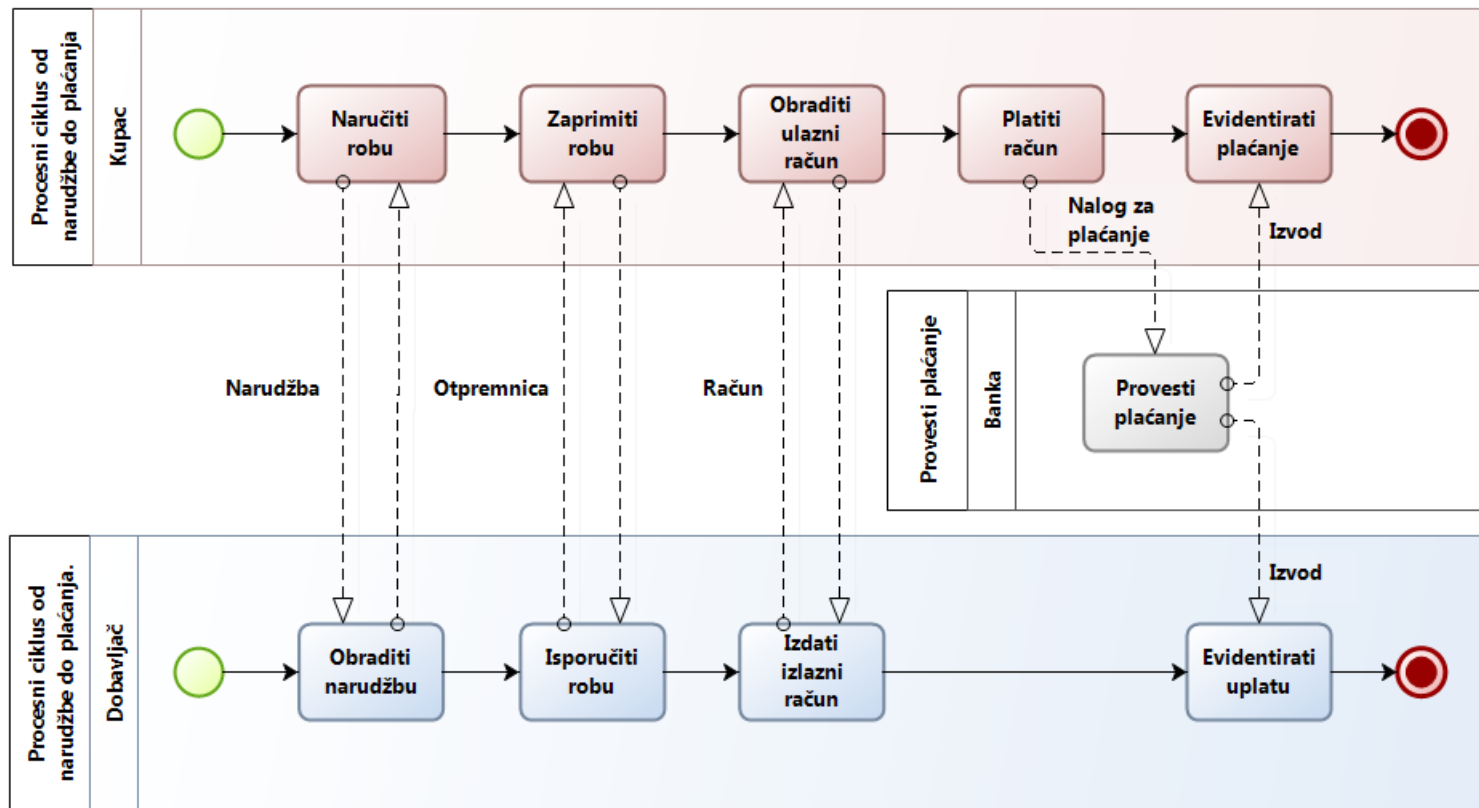 Procesni ciklus od
narudžbe do plaćanja
Kupac
Naručiti
robu
Zaprimiti
robu
Obraditi
ulazni
račun
Platiti
račun
Evidentirati
plaćanje
Nalog za
plaćanje
Izvod
Provesti plaćanje
Banka
Provesti
plaćanje
Narudžba
Otpremnica
Račun
Izvod
Procesni ciklus od
narudžbe do plaćanja.
Dobavljač
Obraditi
narudžbu
Isporučiti
robu
Izdati
izlazni
račun
Evidentirati
uplatu